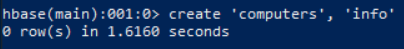 hbase(main):001:0> create 'computers', 'info'
0 row(s) in 1.6160 seconds